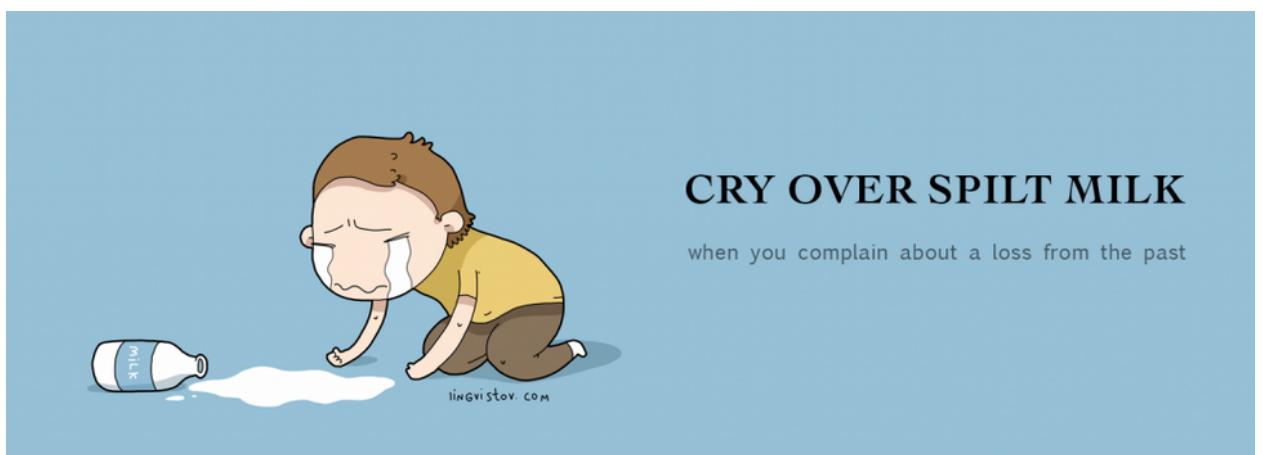 CRY OVER SPILT MILK
when you complain about a loss from the past
MiLK
lingvistov. com